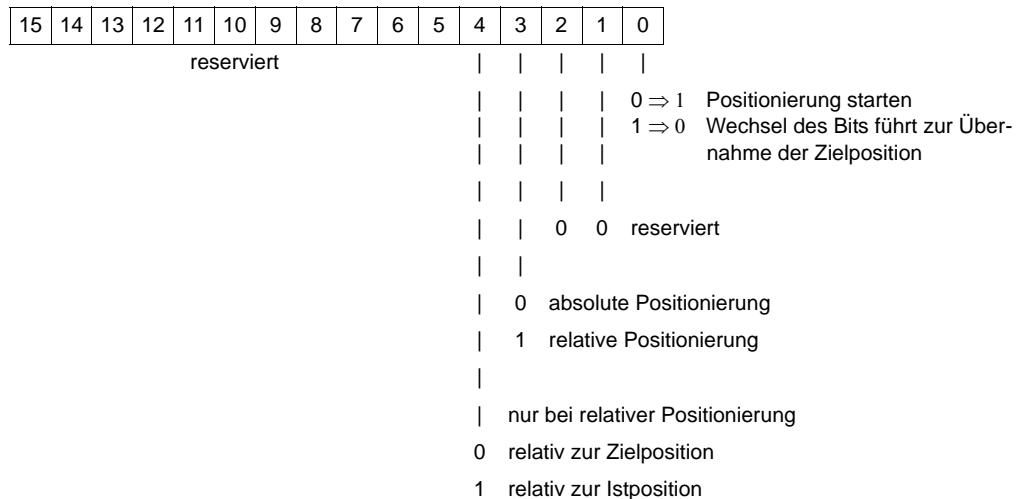 15 14 13 12 11 10 9 8 7 6 5 4 3 2 1 0
reserviert | | | | |
| | | | 0 ⇒ 1 Positionierung starten
| | | | 1 ⇒ 0 Wechsel des Bits führt zur Über-
| | | | nahme der Zielposition
| | | |
| | 0 0 reserviert
| |
| 0 absolute Positionierung
| 1 relative Positionierung
|
| nur bei relativer Positionierung
0 relativ zur Zielposition
1 relativ zur Istposition